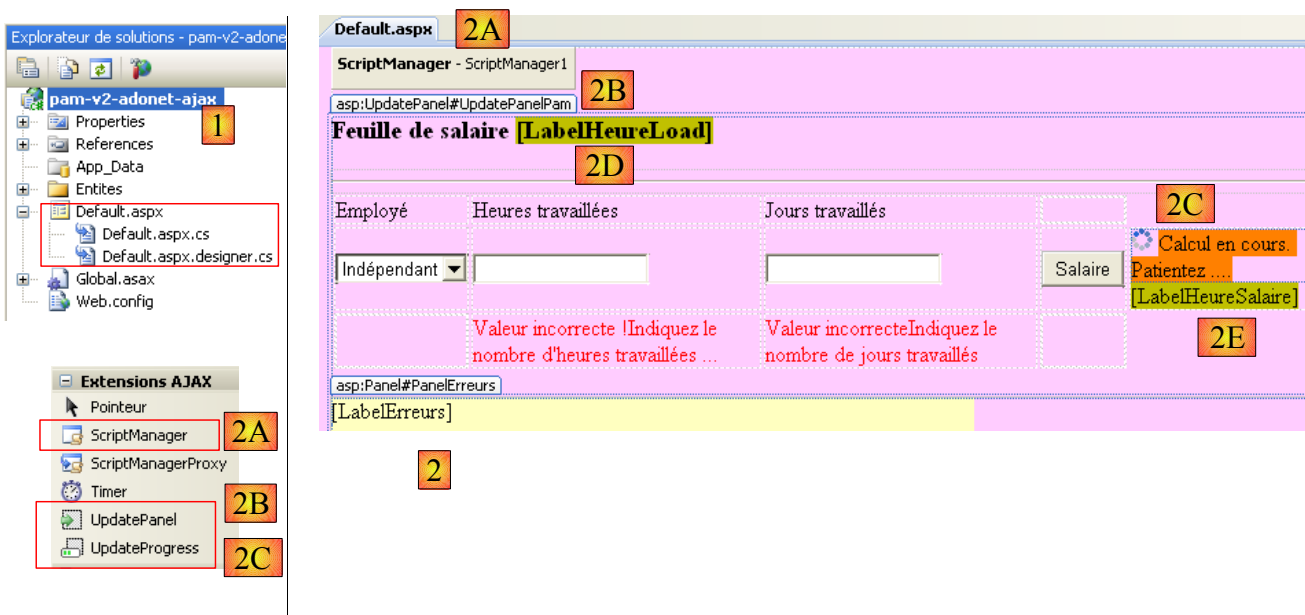 Explorateur de solutions - pam-v2-adone
pam-v2-adonet-ajax
1
Properties
References
App_Data
Entites
Default.aspx
Default.aspx.cs
Default.aspx.designer.cs
Global.asax
Web.config
Extensions AJAX
Pointeur
ScriptManager
2A
ScriptManagerProxy
Timer
2B
UpdatePanel
UpdateProgress
2C
Default.aspx
2A
ScriptManager - ScriptManager1
2B
asp:UpdatePanel#UpdatePanelPam
Feuille de salaire [LabelHeureLoad]
2D
Employé Heures travaillées Jours travaillés
2C
Indépendant Salaire
Calcul en cours.
Patientez ....
[LabelHeureSalaire]
2E
Valeur incorrecte !Indiquez le
nombre d'heures travaillées ...
Valeur incorrecteIndiquez le
nombre de jours travaillés
asp:Panel#PanelErreurs
[LabelErreurs]
2